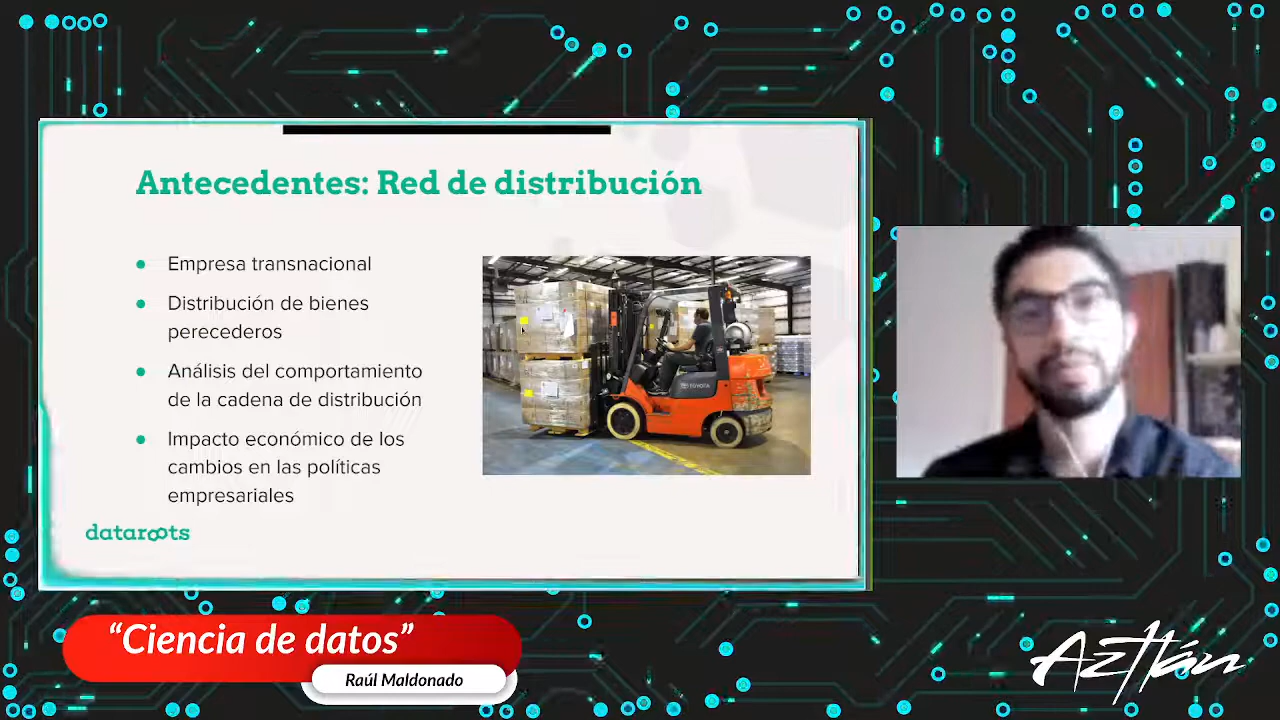 Antecedentes: Red de distribución
Empresa transnacional
Distribución de bienes
perecederos
Análisis del comportamiento
de la cadena de distribución
Impacto económico de los
cambios en las políticas
empresariales
dataroots
TOYOTA
“Ciencia de datos”
Raúl Maldonado
Aztlán